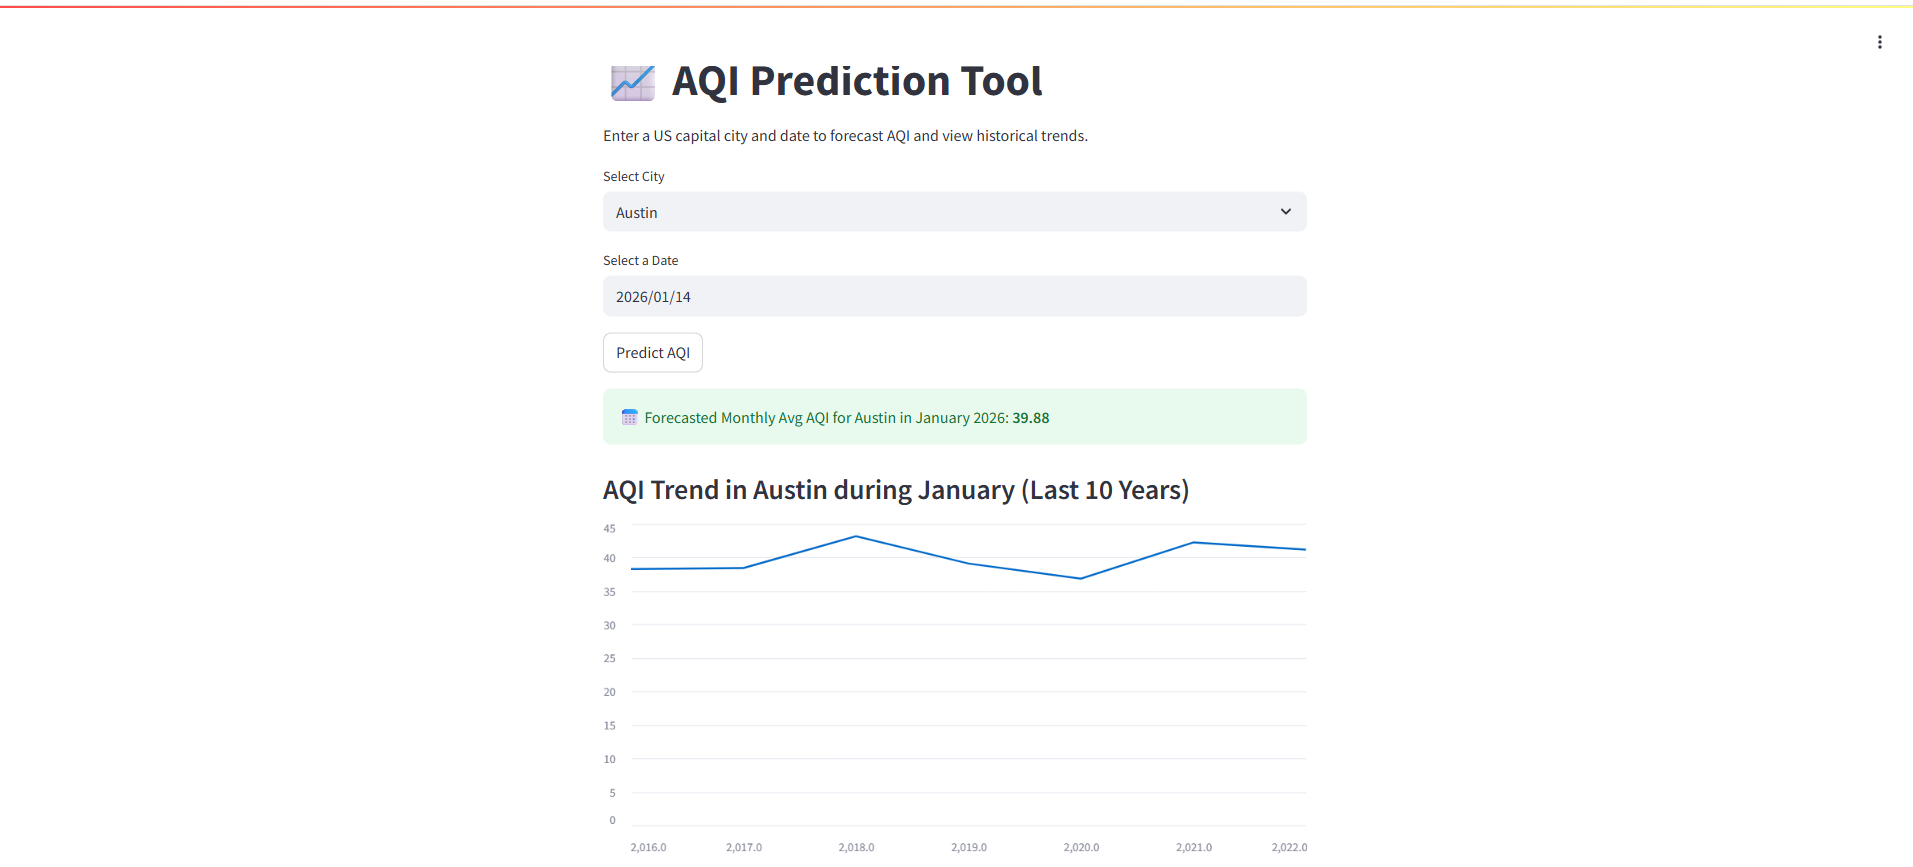 AQI Prediction Tool
Enter a US capital city and date to forecast AQI and view historical trends.
Select City
Austin
Select a Date
2026/01/14
Predict AQI
Forecasted Monthly Avg AQI for Austin in January 2026: 39.88
AQI Trend in Austin during January (Last 10 Years)
45
40
35
30
25
20
15
10
5
0
2,016.0 2,017.0 2,018.0 2,019.0 2,020.0 2,021.0 2,022.0